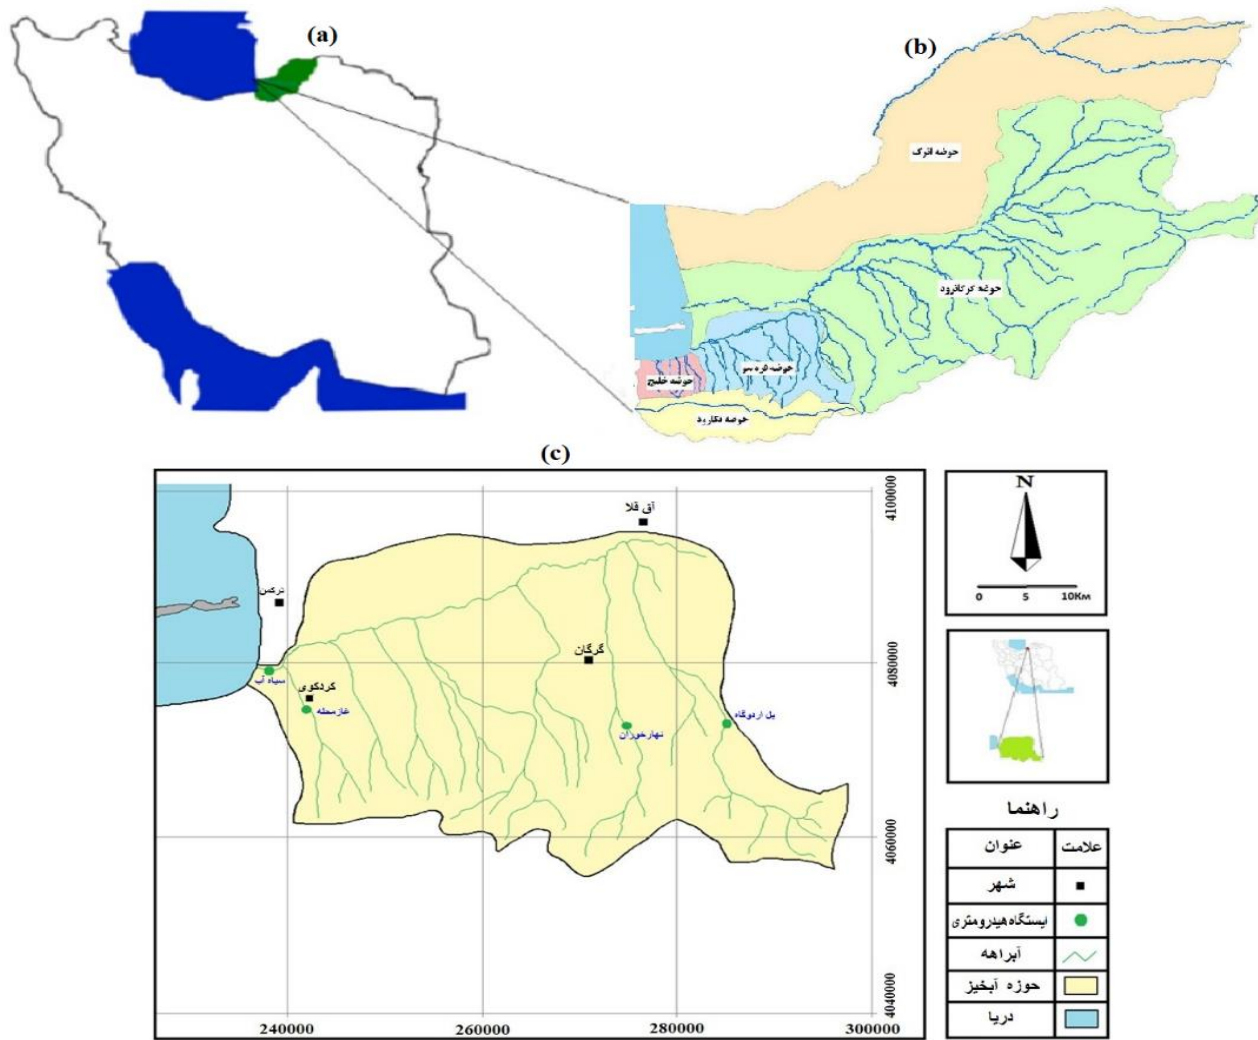 (a)
(b)
حوضه اترک
حوضه گرگانرود
حوضه قره سو
حوضه خلیج
حوضه نکارود
(c)
آق قلا
ترکمن
گرگان
کردکوی
سیاه آب
غازمحله
نهارخوران
پل اردوگاه
4100000
4080000
4060000
4040000
240000
260000
280000
300000
N
0 5 10Km
راهنما
علامت عنوان
شهر
ایستگاه هیدرومتری
آبراهه
حوزه آبخیز
دریا